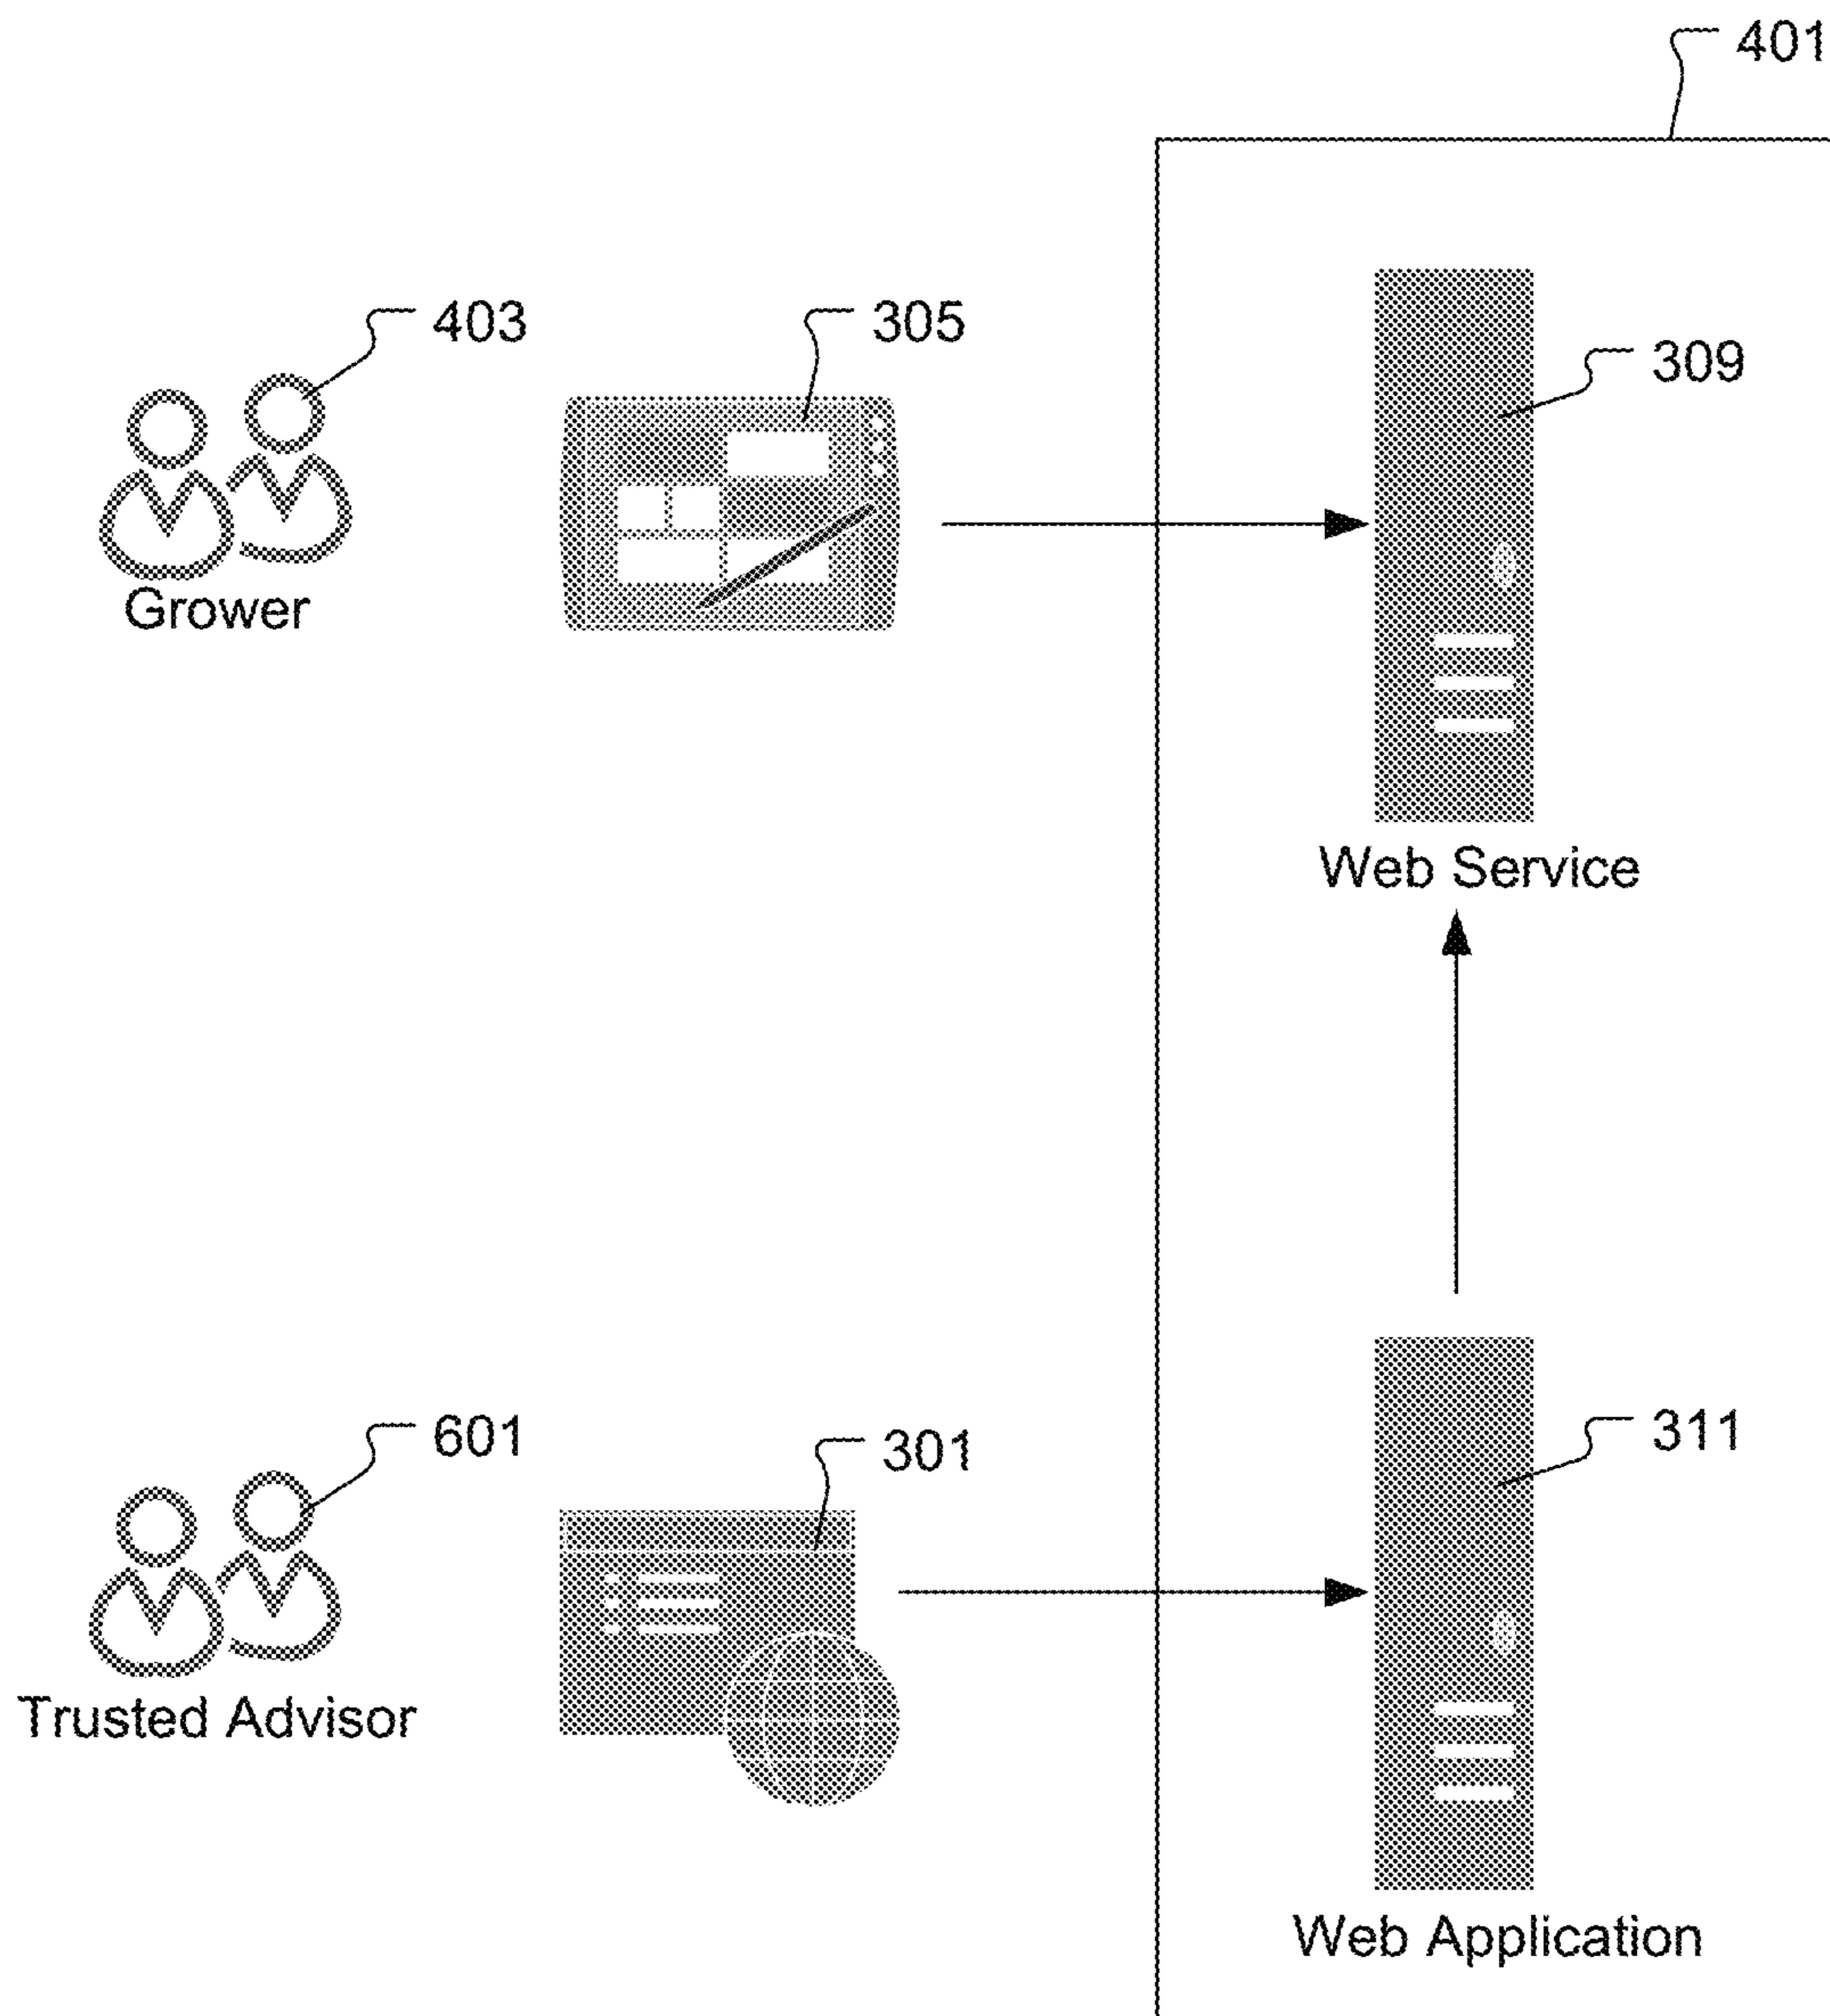 401
403
305
309
Grower
Web Service
601
301
311
Trusted Advisor
Web Application